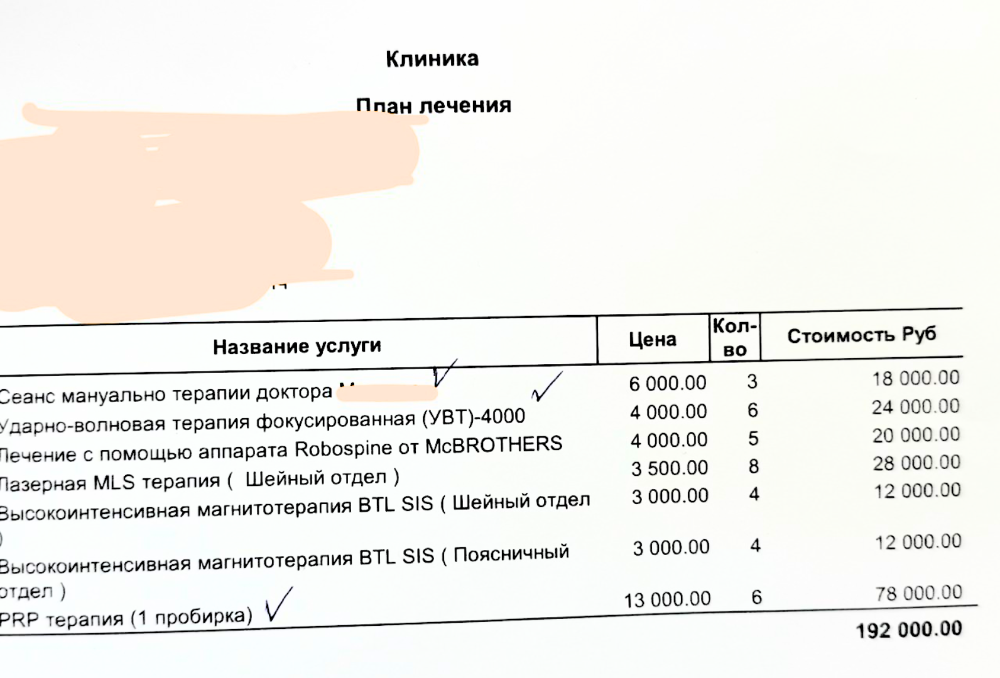 Клиника
План лечения
Название услуги Цена Кол-во Стоимость Руб
Сеанс мануально терапии доктора 6 000.00 3 18 000.00
Ударно-волновая терапия фокусированная (УВТ)-4000 4 000.00 6 24 000.00
Лечение с помощью аппарата Robospine от McBROTHERS 4 000.00 5 20 000.00
Лазерная MLS терапия ( Шейный отдел ) 3 500.00 8 28 000.00
Высокоинтенсивная магнитотерапия BTL SIS ( Шейный отдел 3 000.00 4 12 000.00
)
Высокоинтенсивная магнитотерапия BTL SIS ( Поясничный 3 000.00 4 12 000.00
отдел )
PRP терапия (1 пробирка) 13 000.00 6 78 000.00
192 000.00